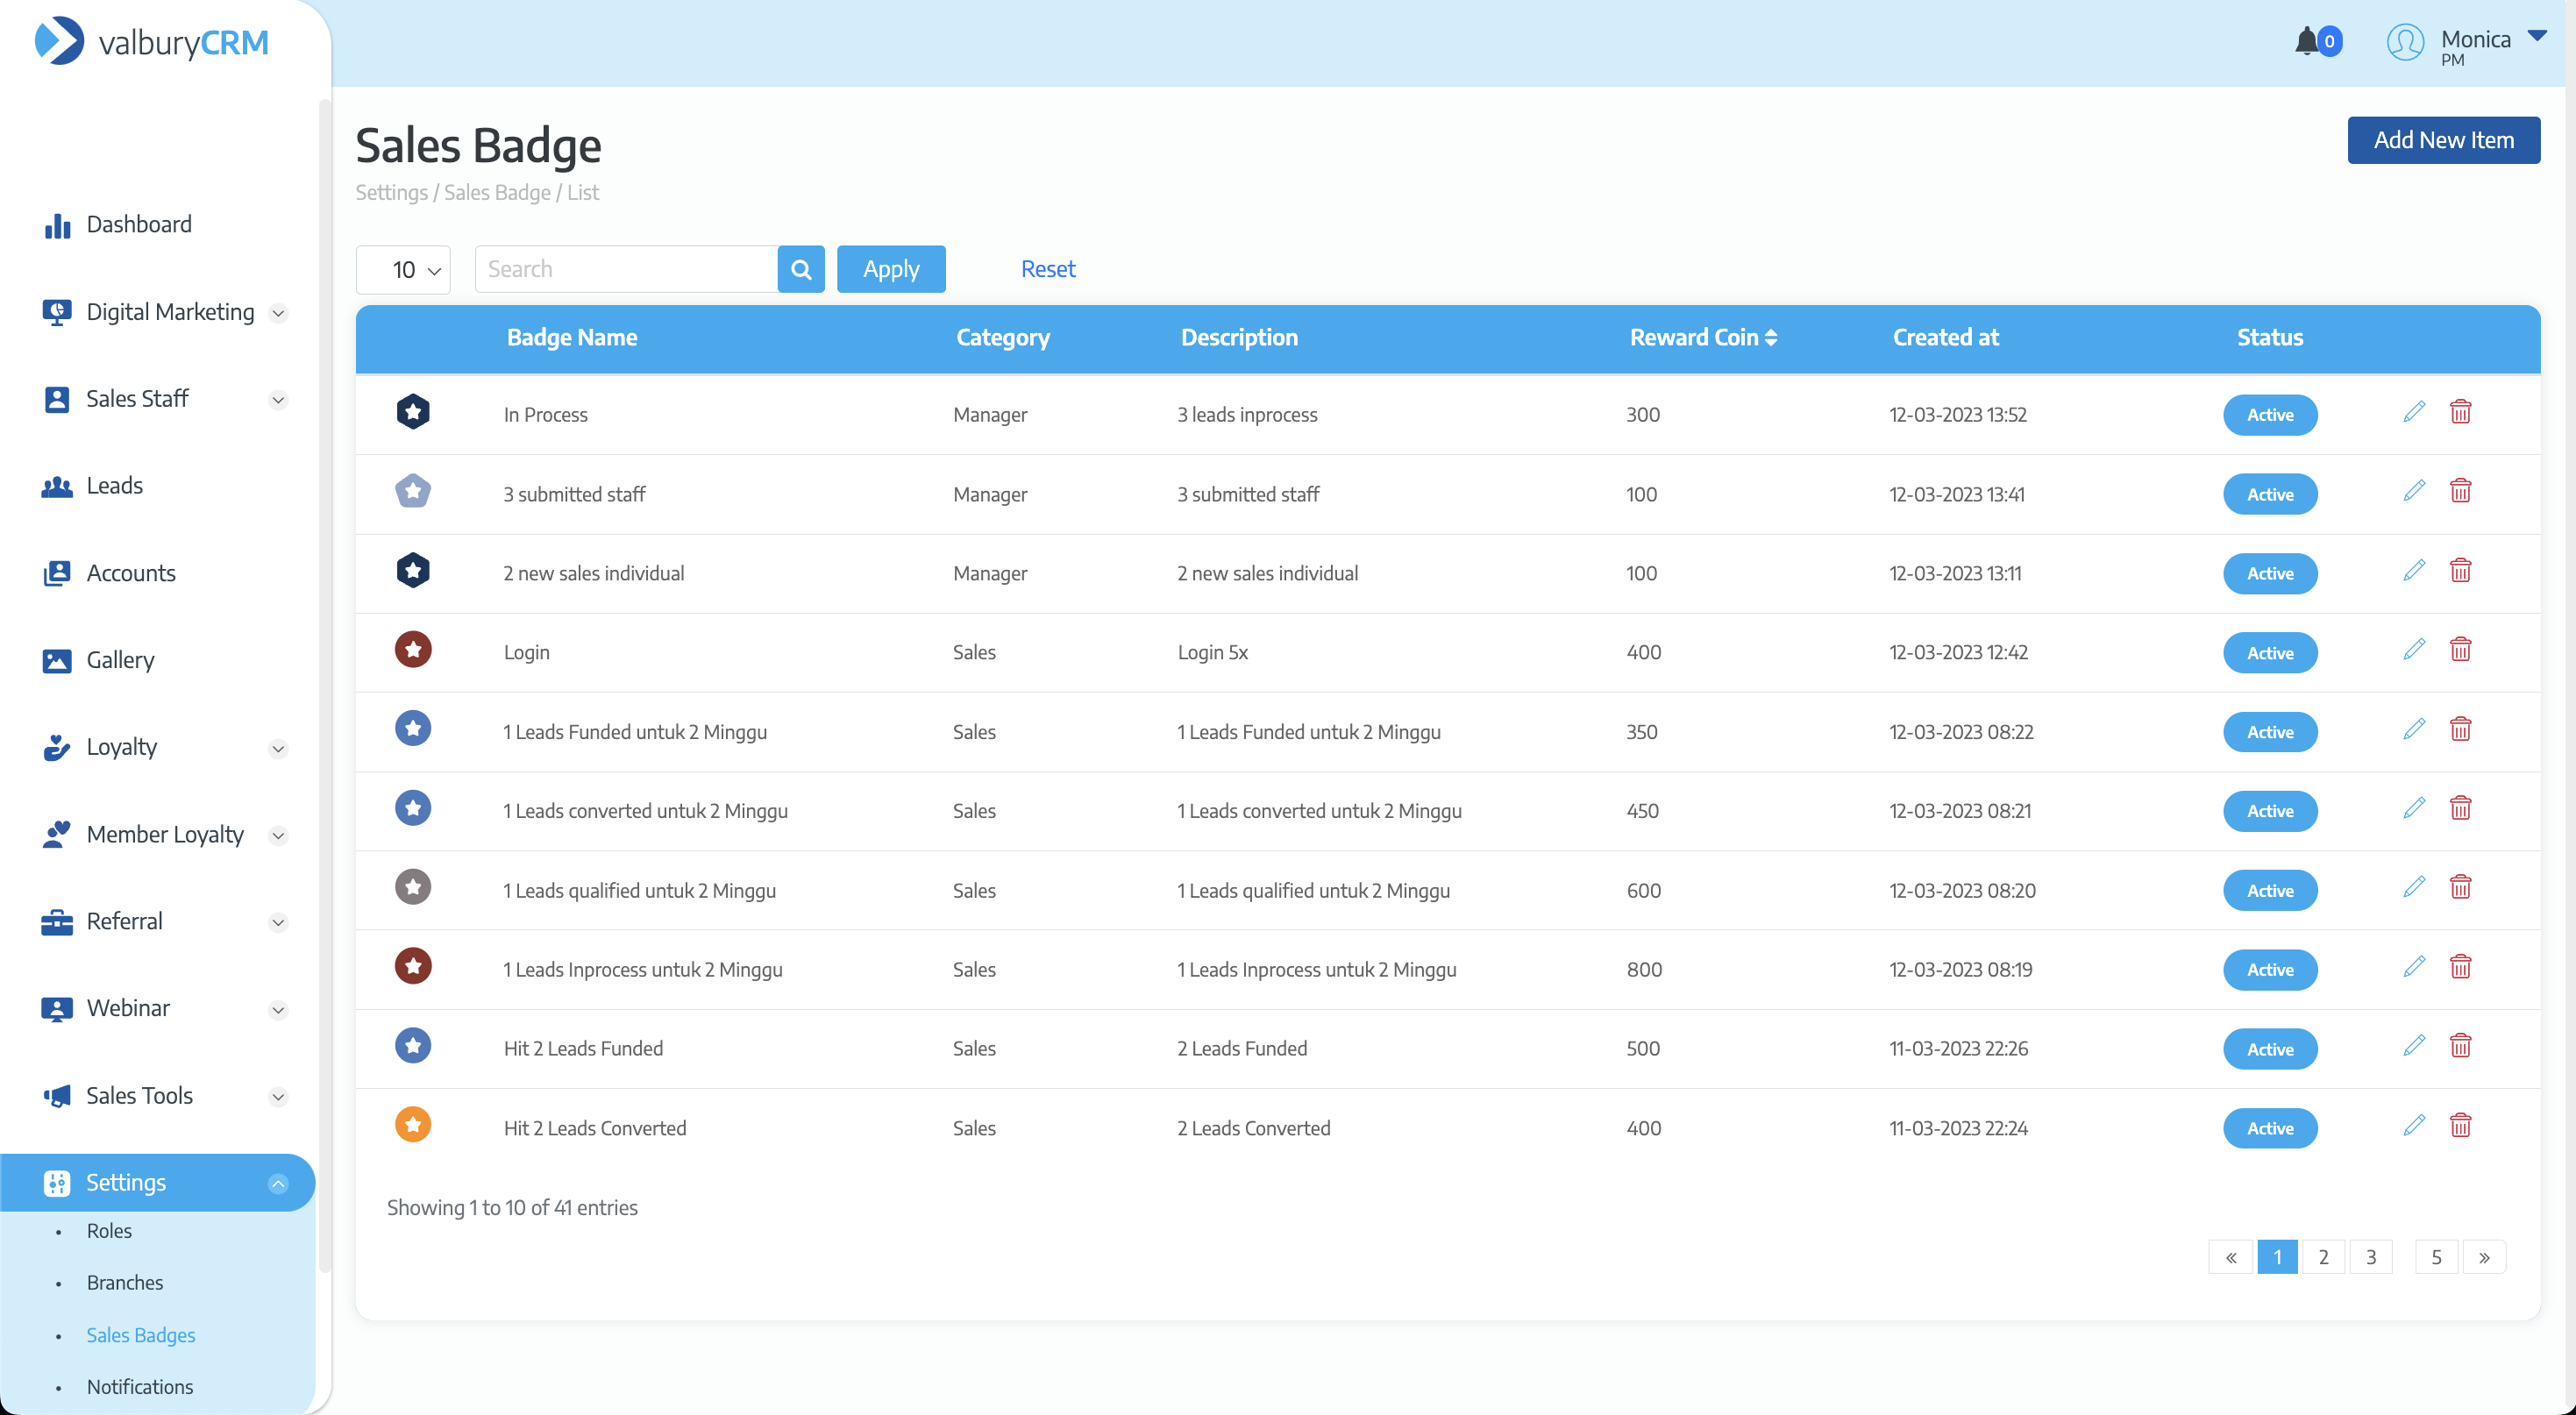 valburyCRM
0
Monica
PM
Dashboard
Digital Marketing
Sales Staff
Leads
Accounts
Gallery
Loyalty
Member Loyalty
Referral
Webinar
Sales Tools
Settings
• Roles
• Branches
• Sales Badges
• Notifications
Sales Badge
Add New Item
Settings / Sales Badge / List
10 Search Apply Reset
Badge Name Category Description Reward Coin Created at Status
In Process Manager 3 leads inprocess 300 12-03-2023 13:52 Active
3 submitted staff Manager 3 submitted staff 100 12-03-2023 13:41 Active
2 new sales individual Manager 2 new sales individual 100 12-03-2023 13:11 Active
Login Sales Login 5x 400 12-03-2023 12:42 Active
1 Leads Funded untuk 2 Minggu Sales 1 Leads Funded untuk 2 Minggu 350 12-03-2023 08:22 Active
1 Leads converted untuk 2 Minggu Sales 1 Leads converted untuk 2 Minggu 450 12-03-2023 08:21 Active
1 Leads qualified untuk 2 Minggu Sales 1 Leads qualified untuk 2 Minggu 600 12-03-2023 08:20 Active
1 Leads Inprocess untuk 2 Minggu Sales 1 Leads Inprocess untuk 2 Minggu 800 12-03-2023 08:19 Active
Hit 2 Leads Funded Sales 2 Leads Funded 500 11-03-2023 22:26 Active
Hit 2 Leads Converted Sales 2 Leads Converted 400 11-03-2023 22:24 Active
Showing 1 to 10 of 41 entries
« 1 2 3 5 »